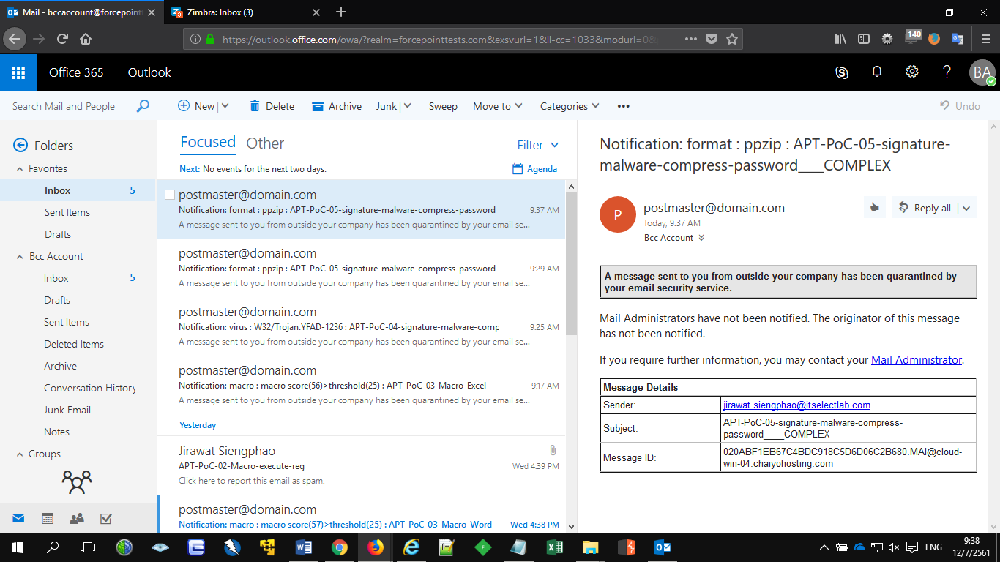 Mail - bccaccount@forcepointt
Zimbra: Inbox (3)
https://outlook.office.com/owa/?realm=forcepointtests.com&exsvurl=1&ll-cc=1033&modurl=0&
140
Office 365
Outlook
BA
Search Mail and People
New
Delete
Archive
Junk
Sweep
Move to
Categories
Undo
Folders
Favorites
Inbox 5
Sent Items
Drafts
Bcc Account
Inbox 5
Drafts
Sent Items
Deleted Items
Archive
Conversation History
Junk Email
Notes
Groups
Focused Other
Filter
Next: No events for the next two days.
Agenda
postmaster@domain.com
Notification: format : ppzip : APT-PoC-05-signature-malware-compress-password_ 9:37 AM
A message sent to you from outside your company has been quarantined by your email se...
postmaster@domain.com
Notification: format : ppzip : APT-PoC-05-signature-malware-compress-password 9:29 AM
A message sent to you from outside your company has been quarantined by your email se...
postmaster@domain.com
Notification: virus : W32/Trojan.YFAD-1236 : APT-PoC-04-signature-malware-comp 9:25 AM
A message sent to you from outside your company has been quarantined by your email se...
postmaster@domain.com
Notification: macro : macro score(56)>threshold(25) : APT-PoC-03-Macro-Excel 9:17 AM
A message sent to you from outside your company has been quarantined by your email se...
Yesterday
Jirawat Siengphao
APT-PoC-02-Macro-execute-reg Wed 4:39 PM
Click here to report this email as spam.
postmaster@domain.com
Notification: macro : macro score(57)>threshold(25) : APT-PoC-03-Macro-Word Wed 4:38 PM
Notification: format : ppzip : APT-PoC-05-signature-
malware-compress-password____COMPLEX
P
postmaster@domain.com
Today, 9:37 AM
Bcc Account
Reply all
A message sent to you from outside your company has been quarantined by
your email security service.
Mail Administrators have not been notified. The originator of this message
has not been notified.
If you require further information, you may contact your Mail Administrator.
Message Details
Sender: jirawat.siengphao@itselectlab.com
Subject: APT-PoC-05-signature-malware-compress-
password____COMPLEX
Message ID: 020ABF1EB67C4BDC918C5D6D06C2B680.MAI@cloud-
win-04.chaiyohosting.com
ENG
9:38
12/7/2561